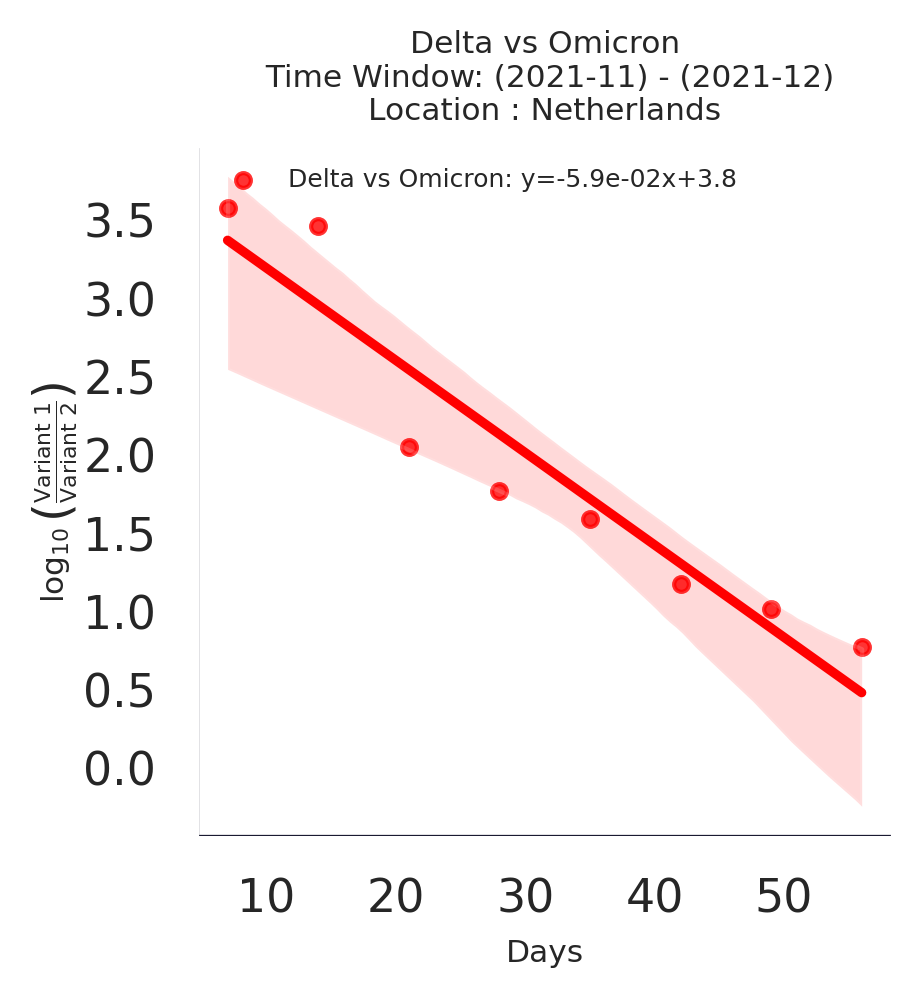 Delta vs Omicron
Time Window: (2021-11) - (2021-12)
Location : Netherlands
Delta vs Omicron: y=-5.9e-02x+3.8
3.5
3.0
2.5
2.0
1.5
1.0
0.5
0.0
log10 (Variant 1 / Variant 2)
10 20 30 40 50
Days